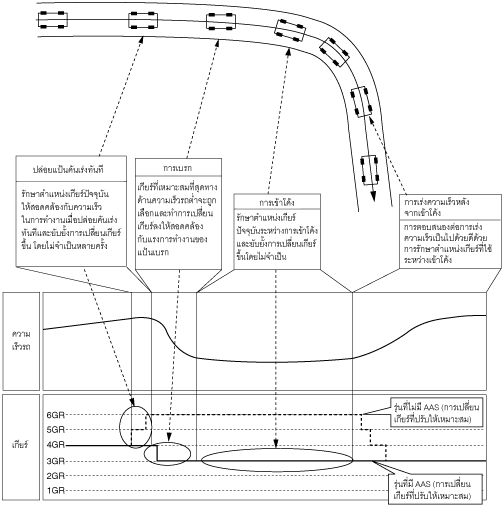 ปล่อยแป้นคันเร่งทันที
รักษาตำแหน่งเกียร์ปัจจุบัน
ให้สอดคล้องกับความเร็ว
ในการทำงานเมื่อปล่อยคันเร่ง
ทันทีและยับยั้งการเปลี่ยนเกียร์
ขึ้น โดยไม่จำเป็นหลายครั้ง
การเบรก
เกียร์ที่เหมาะสมที่สุดทาง
ด้านความเร็วรถต่ำจะถูก
เลือกและทำการเปลี่ยน
เกียร์ลงให้สอดคล้อง
กับแรงการทำงานของ
แป้นเบรก
การเข้าโค้ง
รักษาตำแหน่งเกียร์
ปัจจุบันระหว่างการเข้าโค้ง
และยับยั้งการเปลี่ยนเกียร์
ขึ้นโดยไม่จำเป็น
การเร่งความเร็วหลัง
จากเข้าโค้ง
การตอบสนองต่อการเร่ง
ความเร็วเป็นไปด้วยดีด้วย
การรักษาตำแหน่งเกียร์ที่ใช้
ระหว่างเข้าโค้ง
ความ
เร็วรถ
เกียร์
6GR
5GR
4GR
3GR
2GR
1GR
รุ่นที่ไม่มี AAS (การเปลี่ยน
เกียร์ที่ปรับให้เหมาะสม)
รุ่นที่มี AAS (การเปลี่ยน
เกียร์ที่ปรับให้เหมาะสม)